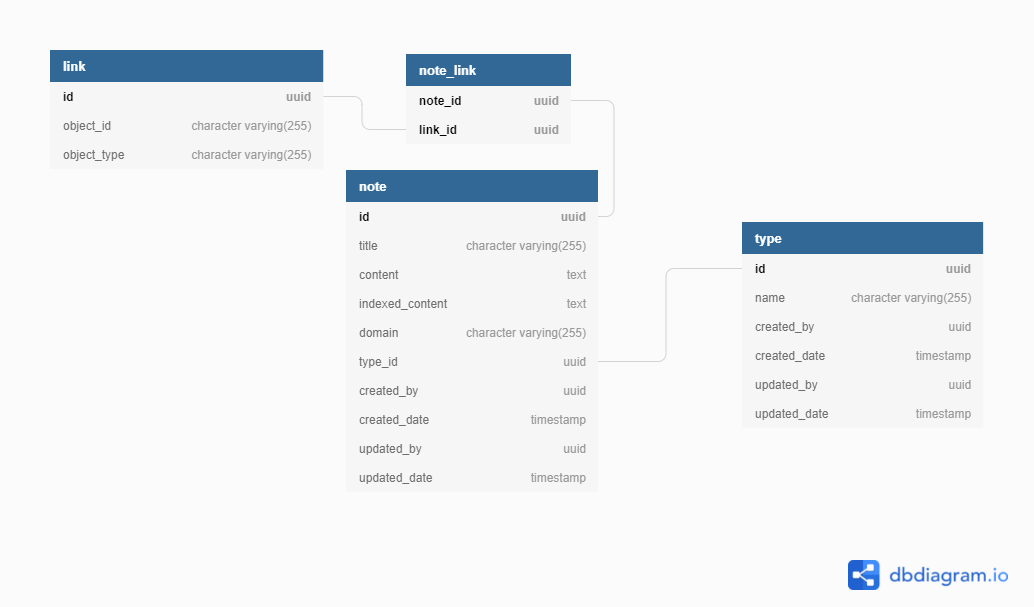 link
id uuid
object_id character varying(255)
object_type character varying(255)
note_link
note_id uuid
link_id uuid
note
id uuid
title character varying(255)
content text
indexed_content text
domain character varying(255)
type_id uuid
created_by uuid
created_date timestamp
updated_by uuid
updated_date timestamp
type
id uuid
name character varying(255)
created_by uuid
created_date timestamp
updated_by uuid
updated_date timestamp
dbdiagram.io